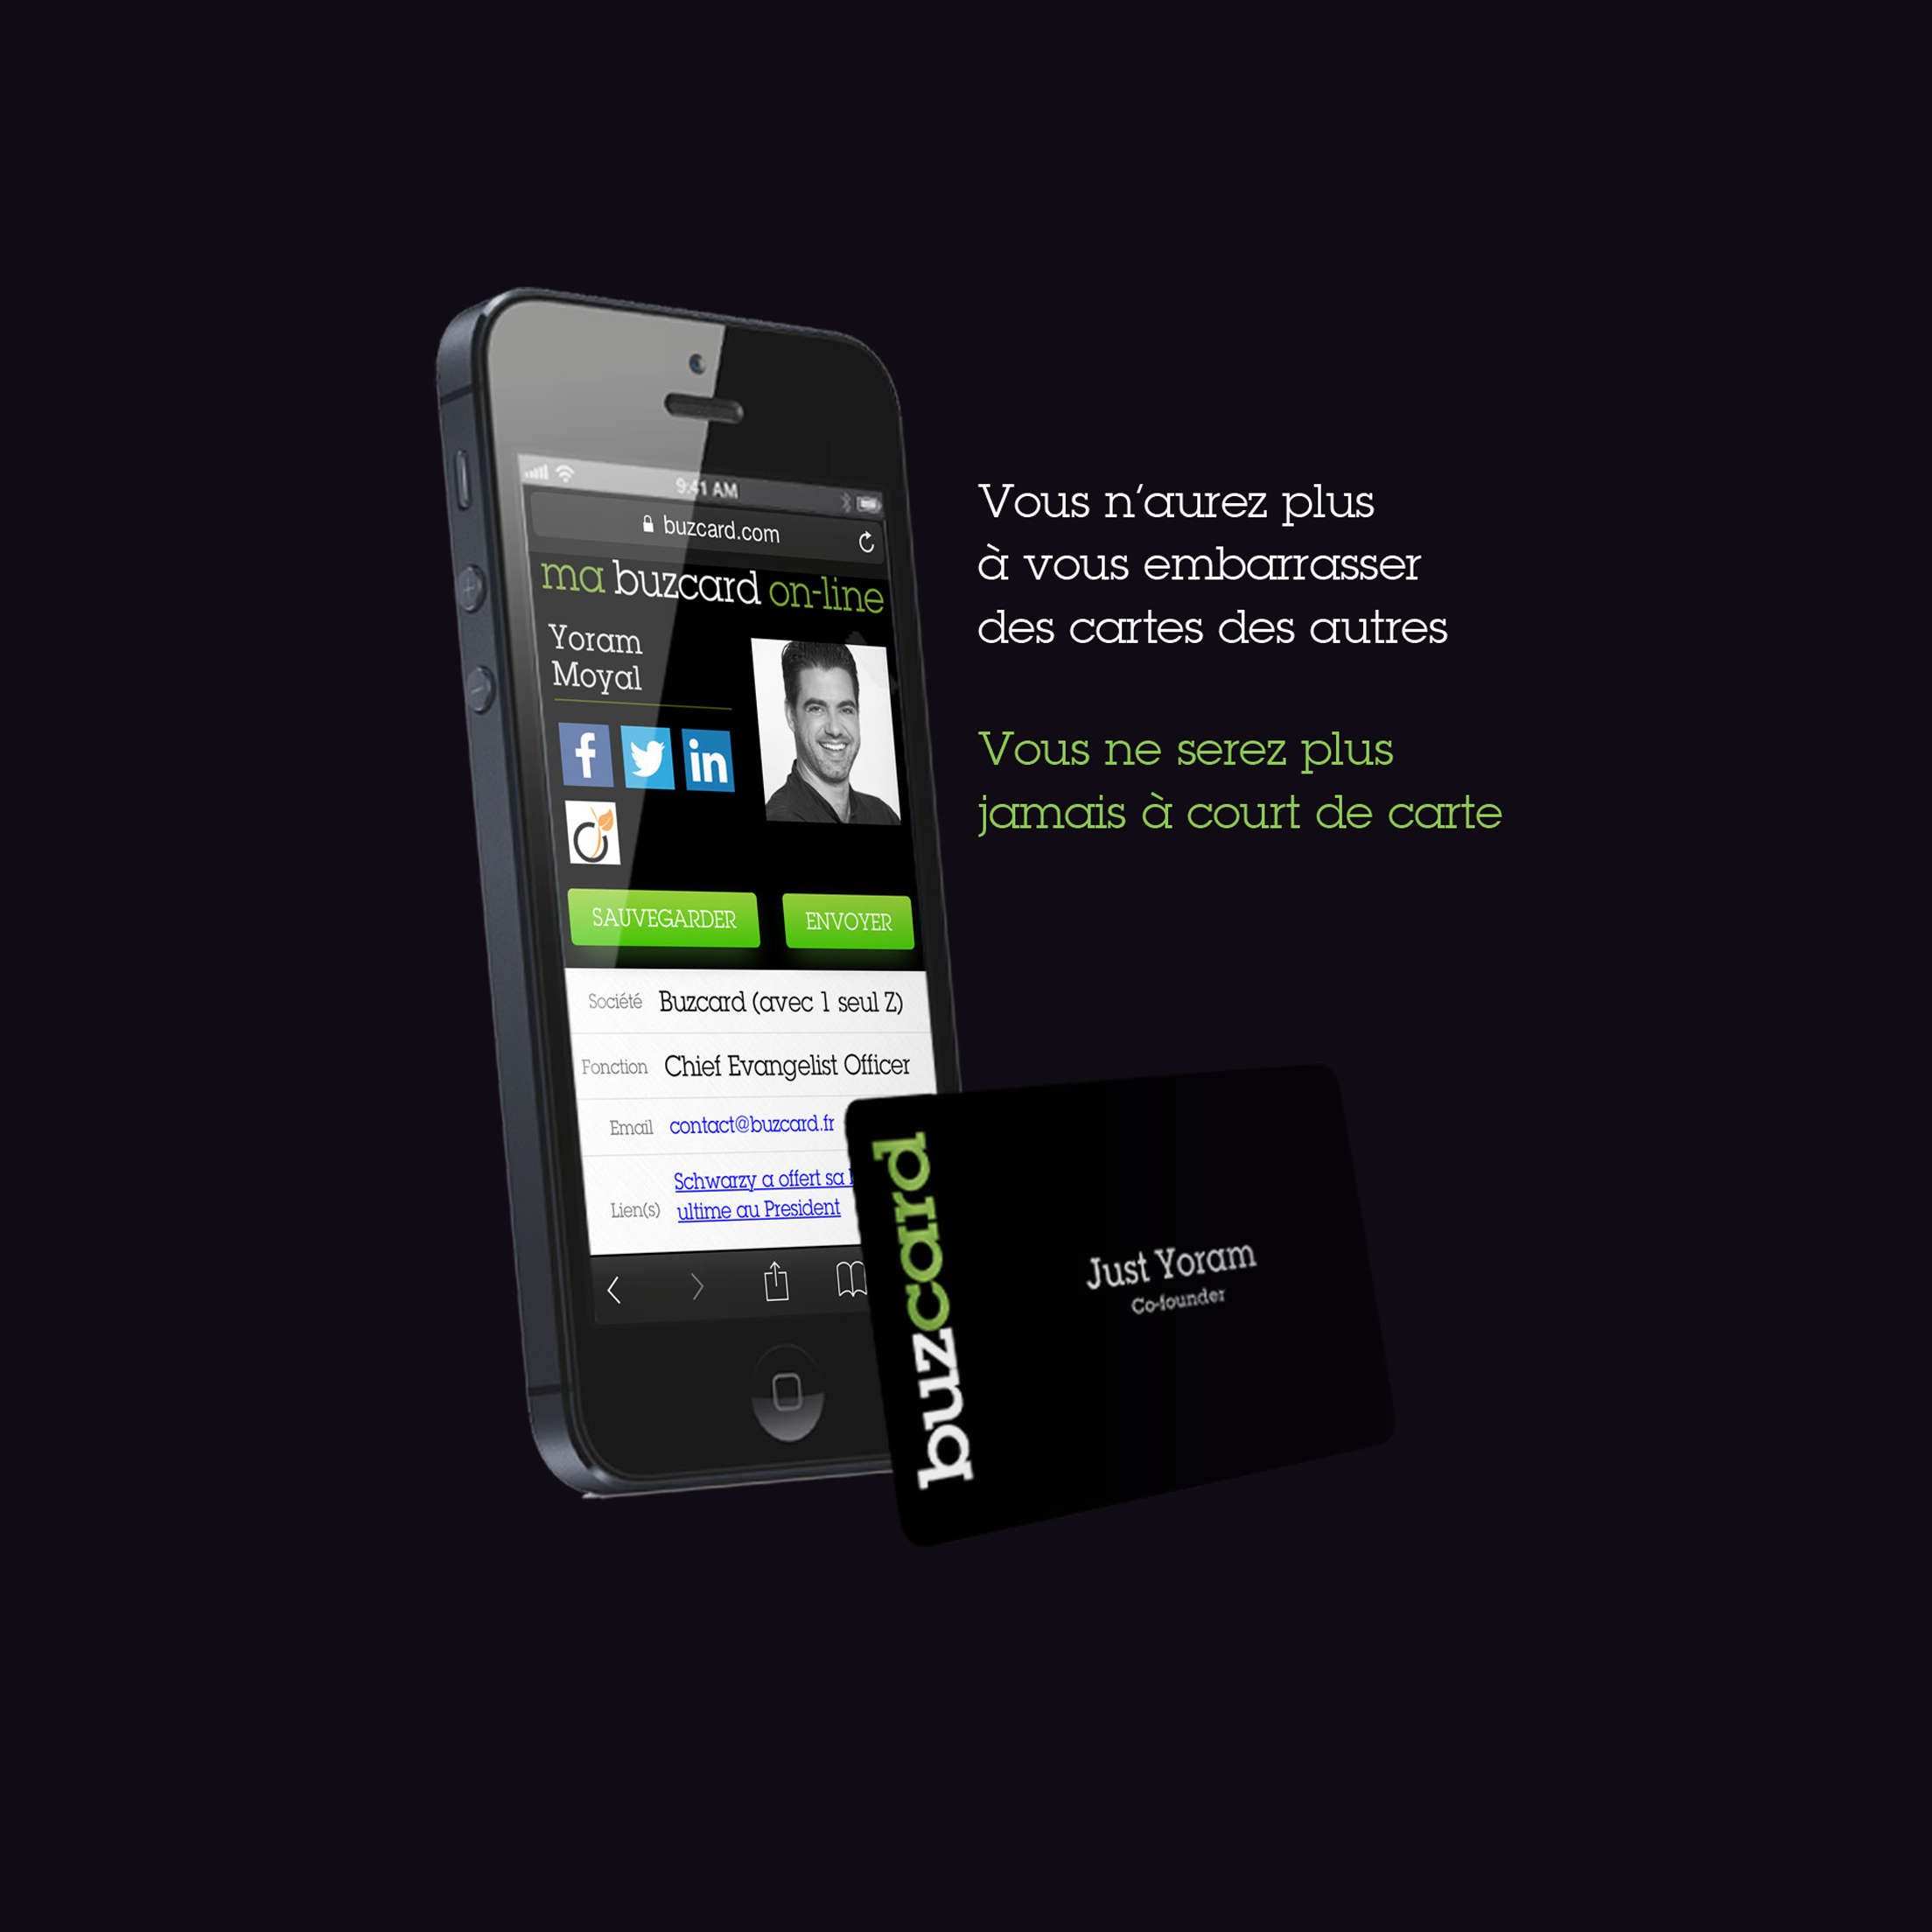 9:41 AM
buzcard.com
ma buzcard on-line
Yoram
Moyal
f
in
SAUVEGARDER
ENVOYER
Société Buzcard (avec 1 seul Z)
Fonction Chief Evangelist Officer
Email contact@buzcard.fr
Lien(s) Schwarzy a offert sa
ultime au President
Vous n'aurez plus
à vous embarrasser
des cartes des autres
Vous ne serez plus
jamais à court de carte
buzcard
Just Yoram
Co-founder